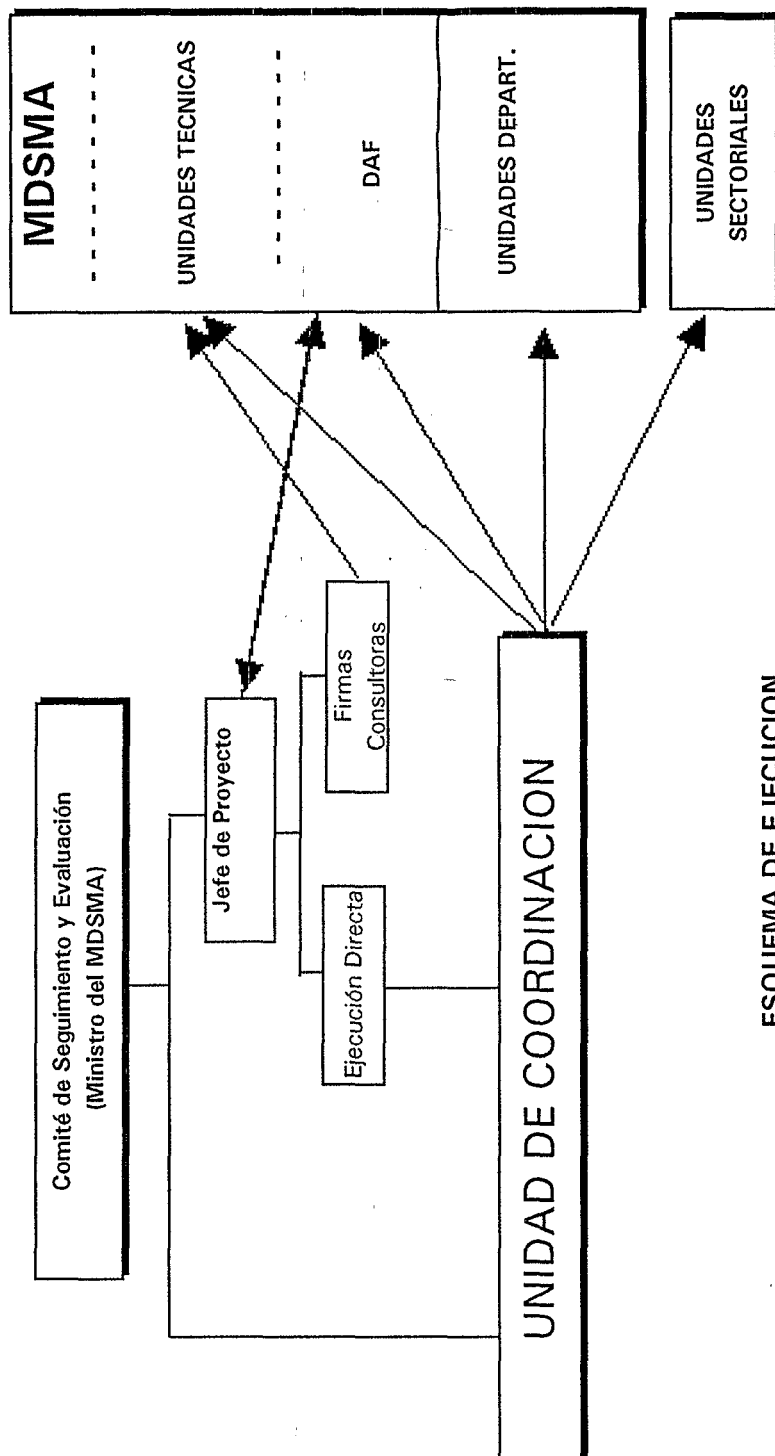 Comité de Seguimiento y Evaluación
(Ministro del MDSMA)
Jefe de Proyecto
Ejecución Directa
Firmas
Consultoras
UNIDAD DE COORDINACION
MDSMA
UNIDADES TECNICAS
DAF
UNIDADES DEPART.
UNIDADES
SECTORIALES
ESQUEMA DE EJECUCION